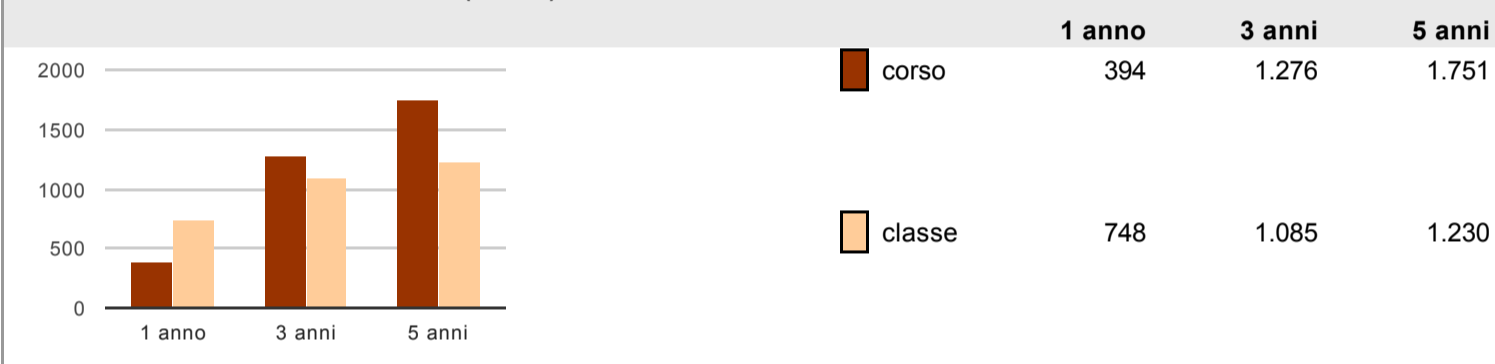 1 anno 3 anni 5 anni
2000
1500
1000
500
0
1 anno 3 anni 5 anni
corso 394 1.276 1.751
classe 748 1.085 1.230